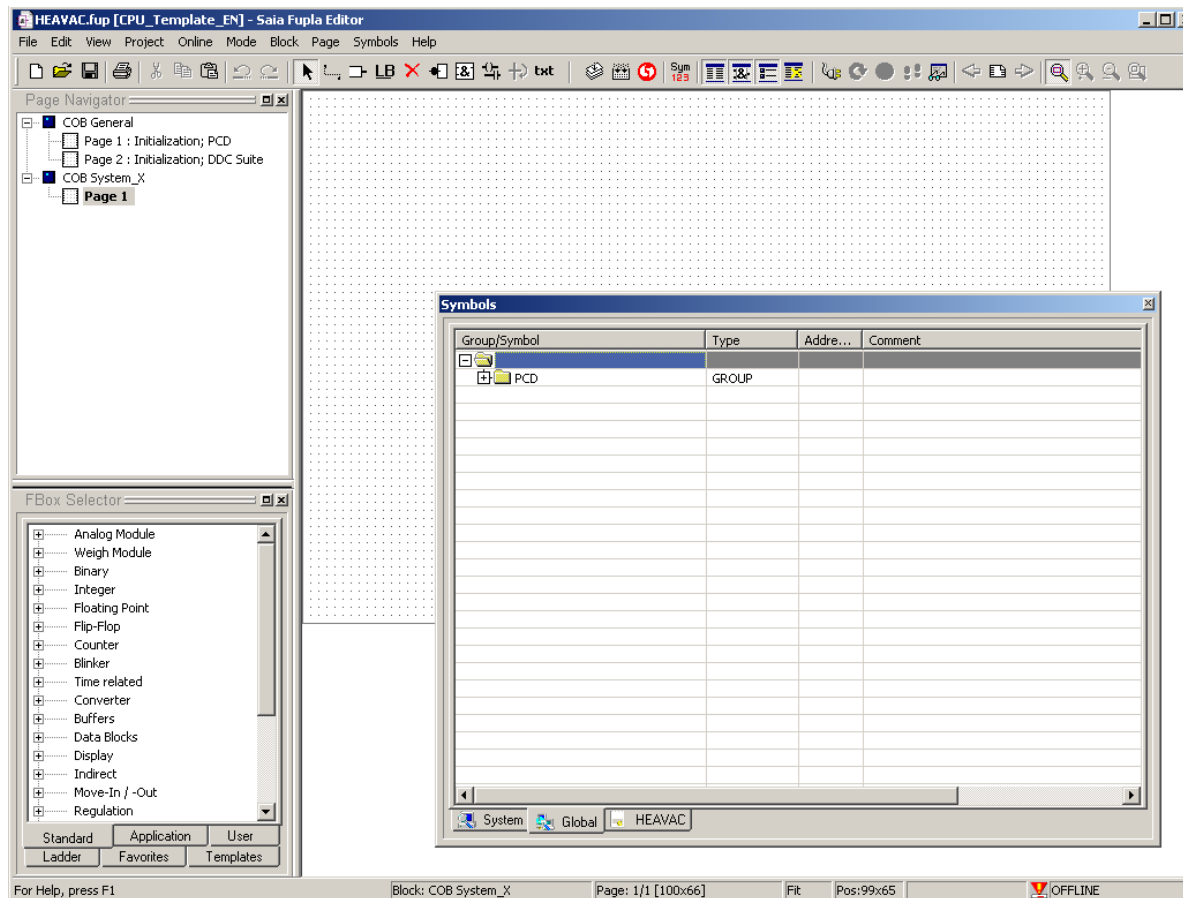 HEAVAC.fup [CPU_Template_EN] - Saia Fupla Editor
File Edit View Project Online Mode Block Page Symbols Help
LB txt Sym 123
Page Navigator
COB General
Page 1 : Initialization; PCD
Page 2 : Initialization; DDC Suite
COB System_X
Page 1
Symbols
Group/Symbol Type Addre... Comment
PCD GROUP
FBox Selector
Analog Module
Weigh Module
Binary
Integer
Floating Point
Flip-Flop
Counter
Blinker
Time related
Converter
Buffers
Data Blocks
Display
Indirect
Move-In / -Out
Regulation
Standard Application User
Ladder Favorites Templates
System Global HEAVAC
For Help, press F1 Block: COB System_X Page: 1/1 [100x66] Fit Pos:99x65 OFFLINE